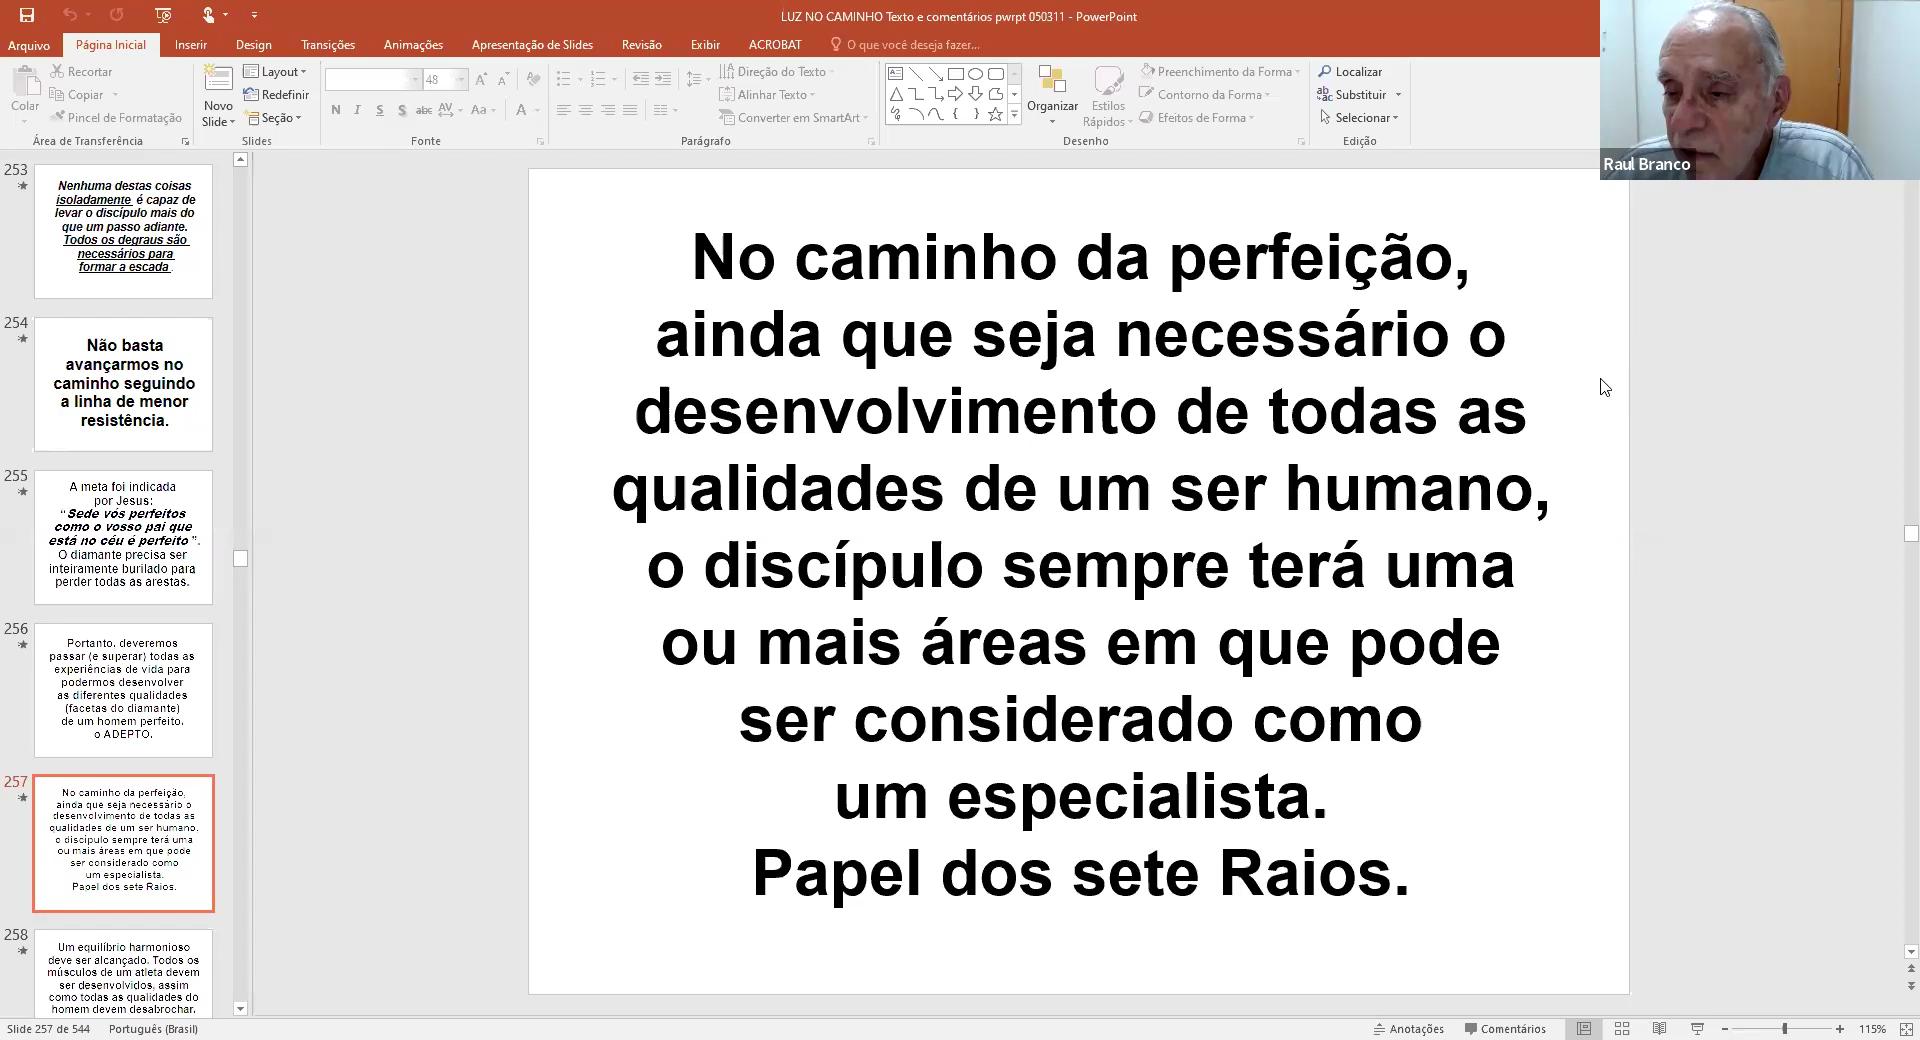 LUZ NO CAMINHO Texto e comentários pwrpt 050311 - PowerPoint
Arquivo
Página Inicial
Inserir
Design
Transições
Animações
Apresentação de Slides
Revisão
Exibir
ACROBAT
O que você deseja fazer...
Colar
Recortar
Copiar
Pincel de Formatação
Área de Transferência
Novo
Slide
Layout
Redefinir
Seção
Slides
48
N I S S abc AV Aa A
Fonte
Direção do Texto
Alinhar Texto
Converter em SmartArt
Parágrafo
Organizar
Estilos
Rápidos
Preenchimento da Forma
Contorno da Forma
Efeitos de Forma
Desenho
Localizar
Substituir
Selecionar
Edição
Raul Branco
253
Nenhuma destas coisas
isoladamente é capaz de
levar o discípulo mais do
que um passo adiante.
Todos os degraus são
necessários para
formar a escada.
254
Não basta
avançarmos no
caminho seguindo
a linha de menor
resistência.
255
A meta foi indicada
por Jesus:
“Sede vós perfeitos
como o vosso pai que
está no céu é perfeito”.
O diamante precisa ser
inteiramente burilado para
perder todas as arestas.
256
Portanto, deveremos
passar (e superar) todas as
experiências de vida para
podermos desenvolver
as diferentes qualidades
(facetas do diamante)
de um homem perfeito,
o ADEPTO.
257
No caminho da perfeição,
ainda que seja necessário o
desenvolvimento de todas as
qualidades de um ser humano,
o discípulo sempre terá uma
ou mais áreas em que pode
ser considerado como
um especialista.
Papel dos sete Raios.
258
Um equilíbrio harmonioso
deve ser alcançado. Todos os
músculos de um atleta devem
ser desenvolvidos, assim
como todas as qualidades do
homem devem desabrochar.
No caminho da perfeição,
ainda que seja necessário o
desenvolvimento de todas as
qualidades de um ser humano,
o discípulo sempre terá uma
ou mais áreas em que pode
ser considerado como
um especialista.
Papel dos sete Raios.
Slide 257 de 544
Português (Brasil)
Anotações
Comentários
115%